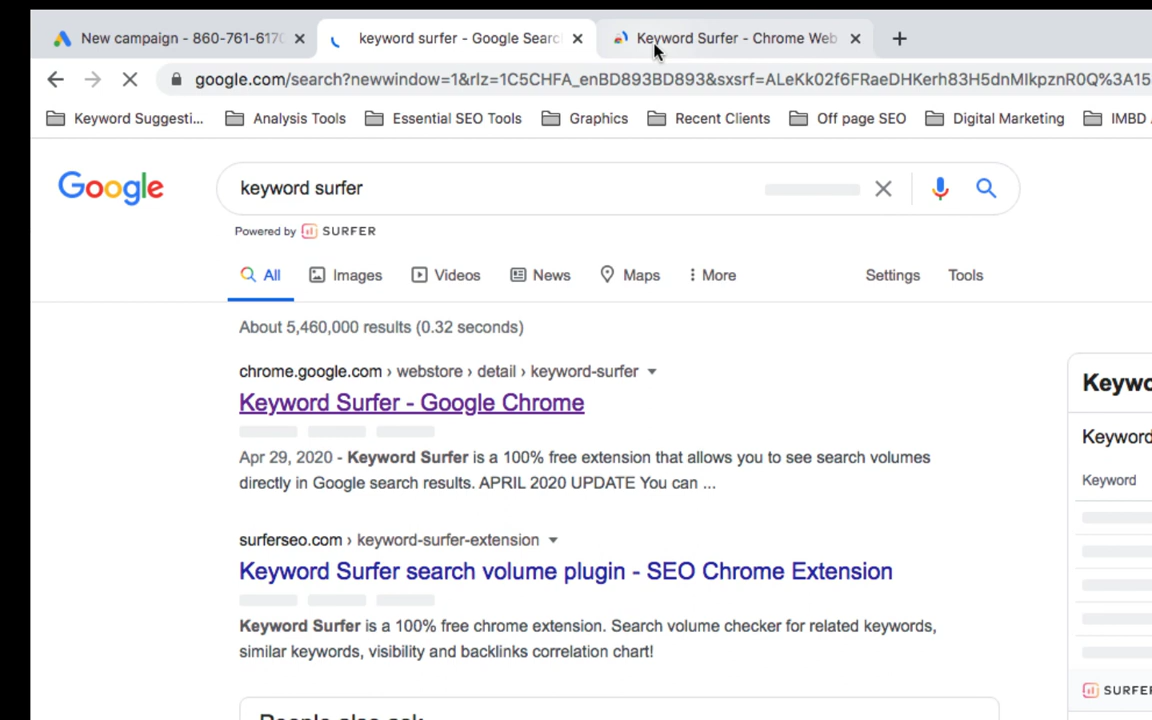 New campaign - 860-761-617
keyword surfer - Google Searc
Keyword Surfer - Chrome Web
google.com/search?newwindow=1&rlz=1C5CHFA_enBD893BD893&sxsrf=ALeKk02f6FRaeDHKerh83H5dnMlkpznR0Q%3A15
Keyword Suggesti...
Analysis Tools
Essential SEO Tools
Graphics
Recent Clients
Off page SEO
Digital Marketing
IMBD
Google
keyword surfer
Powered by SURFER
All
Images
Videos
News
Maps
More
Settings
Tools
About 5,460,000 results (0.32 seconds)
chrome.google.com › webstore › detail › keyword-surfer
Keyword Surfer - Google Chrome
Apr 29, 2020 - Keyword Surfer is a 100% free extension that allows you to see search volumes
directly in Google search results. APRIL 2020 UPDATE You can ...
surferseo.com › keyword-surfer-extension
Keyword Surfer search volume plugin - SEO Chrome Extension
Keyword Surfer is a 100% free chrome extension. Search volume checker for related keywords,
similar keywords, visibility and backlinks correlation chart!
People also ask
Keywo
Keyword
Keyword
SURFER